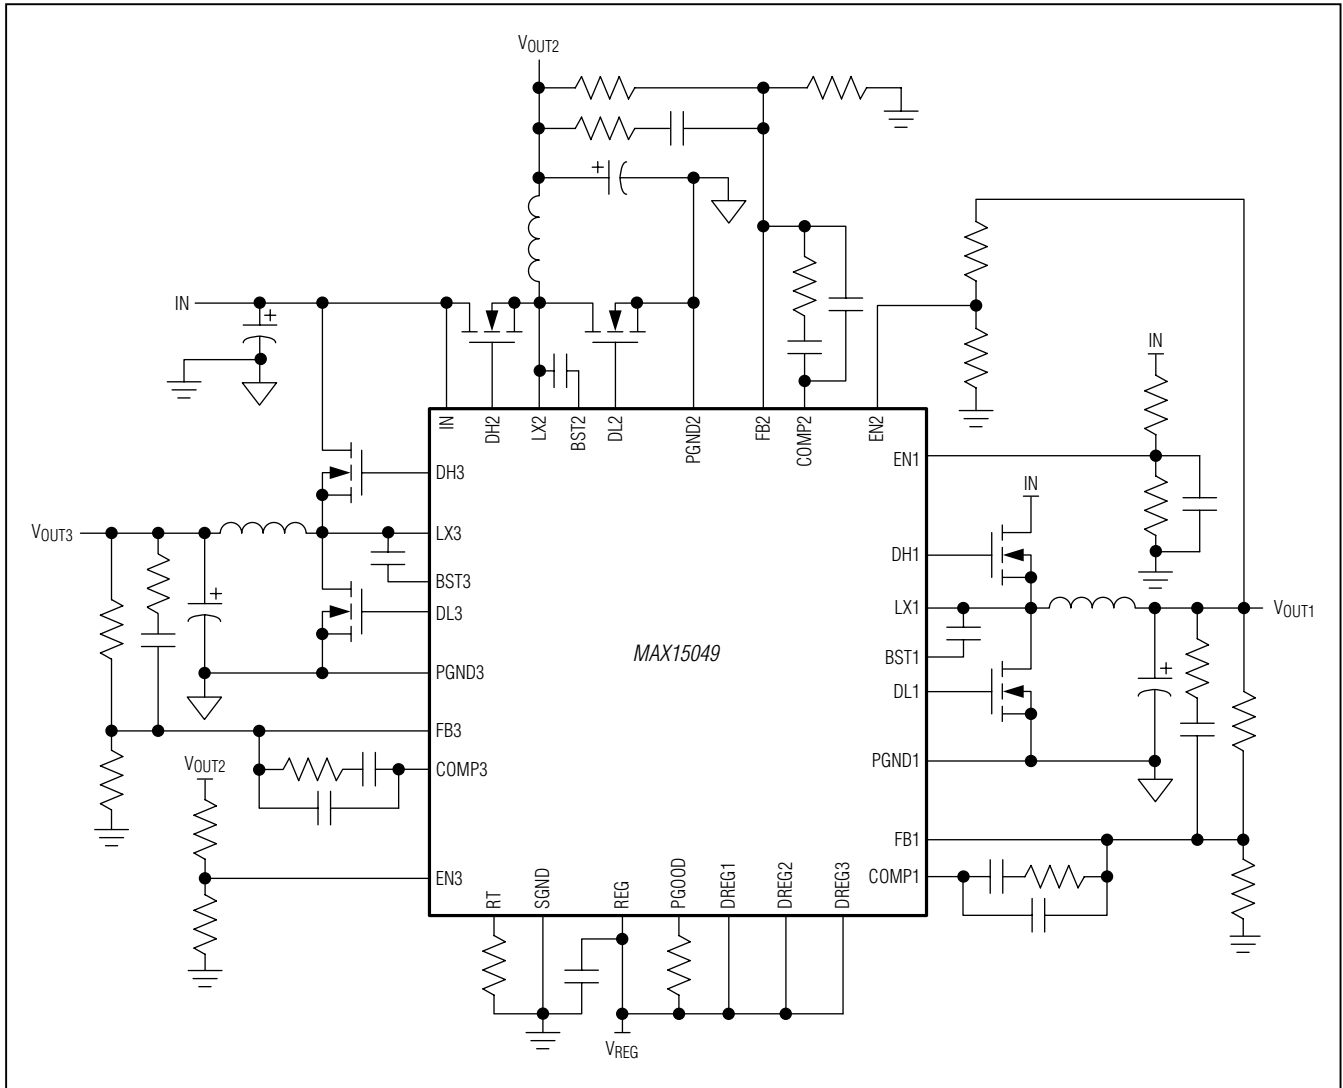 VOUT2
+
IN
+
IN
DH2
LX2
BST2
DL2
PGND2
FB2
COMP2
EN2
IN
EN1
DH3
IN
VOUT3
LX3
DH1
BST3
LX1
VOUT1
+
DL3
MAX15049
BST1
+
DL1
PGND3
FB3
PGND1
VOUT2
COMP3
FB1
EN3
COMP1
RT
SGND
REG
PGOOD
DREG1
DREG2
DREG3
VREG